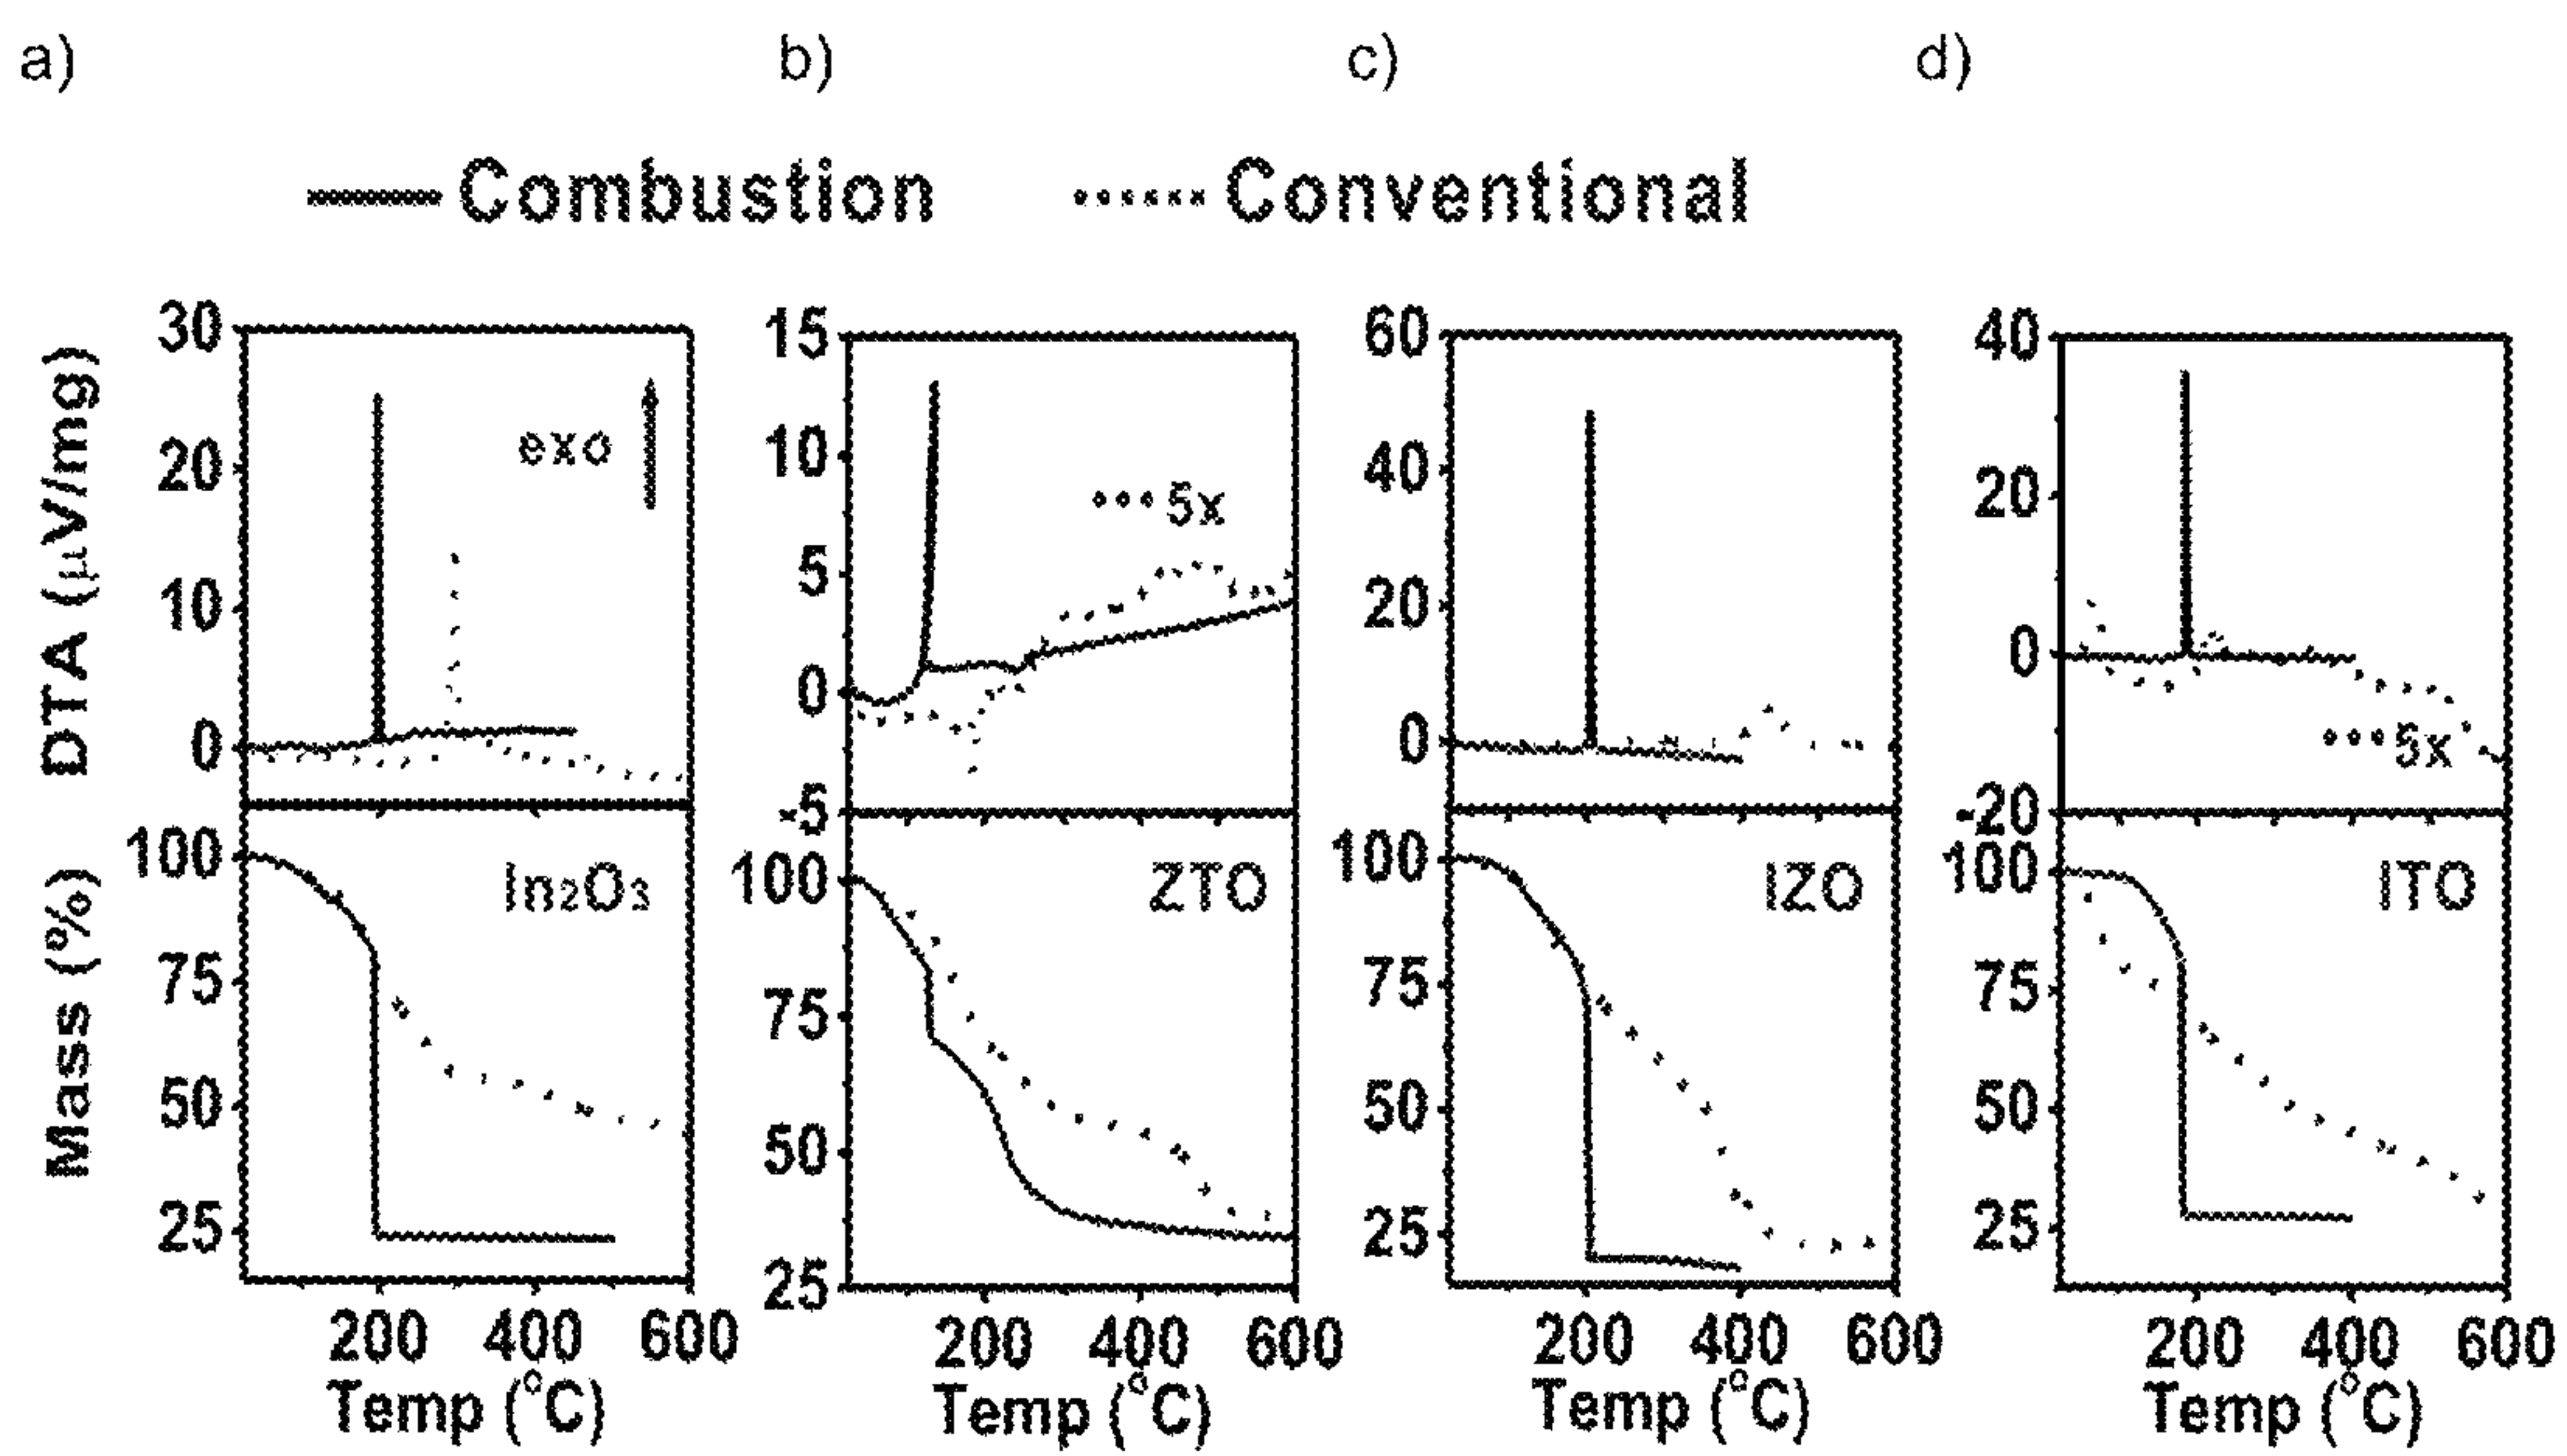 a) b) c) d)
Combustion Conventional
DTA (μV/mg)
Mass (%)
30
20
10
0
exo
100
75
50
25
In₂O₃
200 400 600
Temp (°C)
15
10
5
0
-5
5x
100
75
50
25
ZTO
200 400 600
Temp (°C)
60
40
20
0
100
75
50
25
IZO
200 400 600
Temp (°C)
40
20
0
-20
5x
100
75
50
25
ITO
200 400 600
Temp (°C)